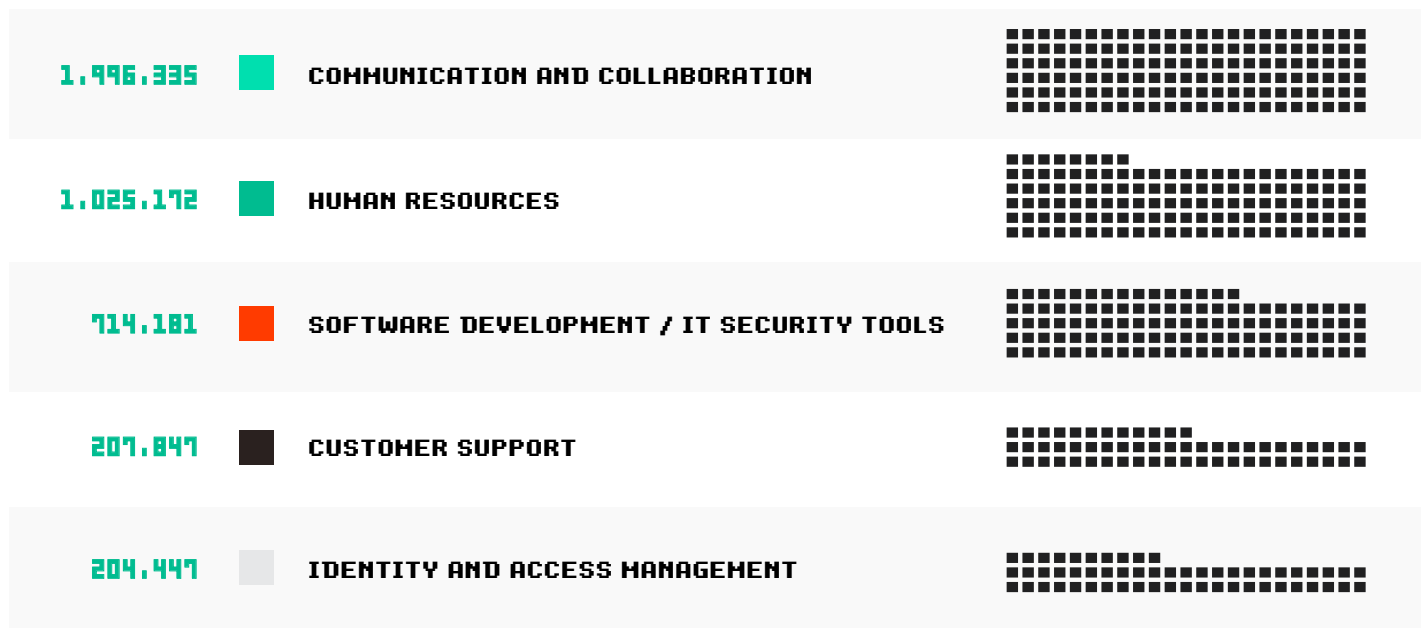 1.996.335 COMMUNICATION AND COLLABORATION
1.025.172 HUMAN RESOURCES
714.181 SOFTWARE DEVELOPMENT / IT SECURITY TOOLS
207.847 CUSTOMER SUPPORT
204.447 IDENTITY AND ACCESS MANAGEMENT